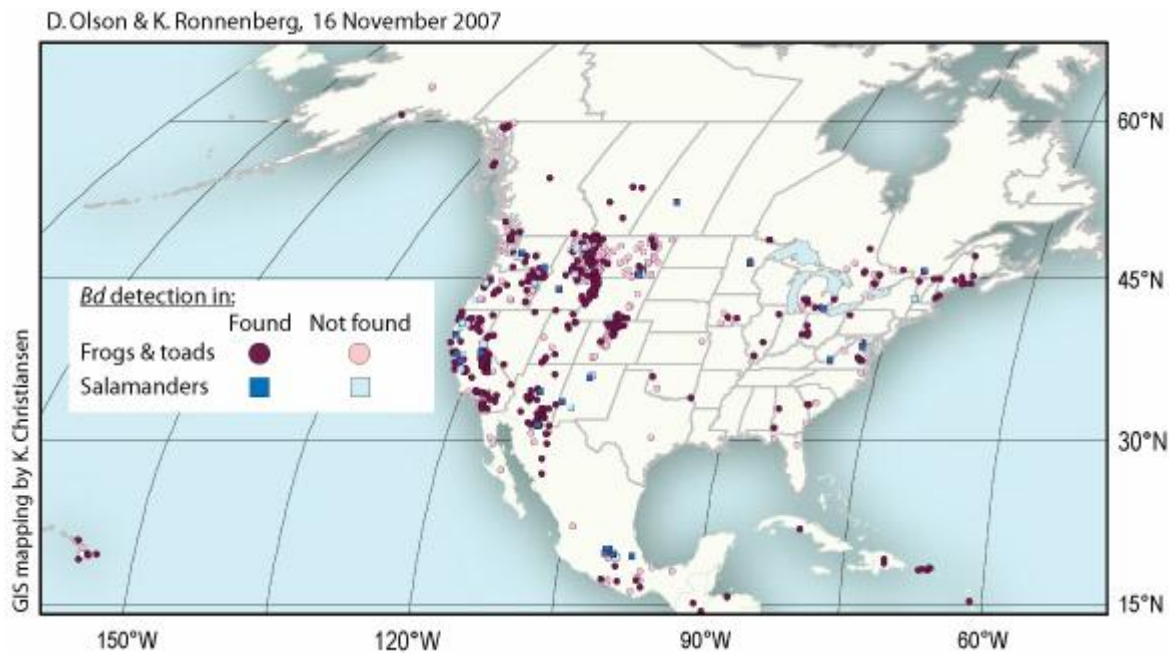 D. Olson & K. Ronnenberg, 16 November 2007
60°N
45°N
Bd detection in:
Found Not found
Frogs & toads
Salamanders
30°N
15°N
GIS mapping by K. Christiansen
150°W 120°W 90°W 60°W